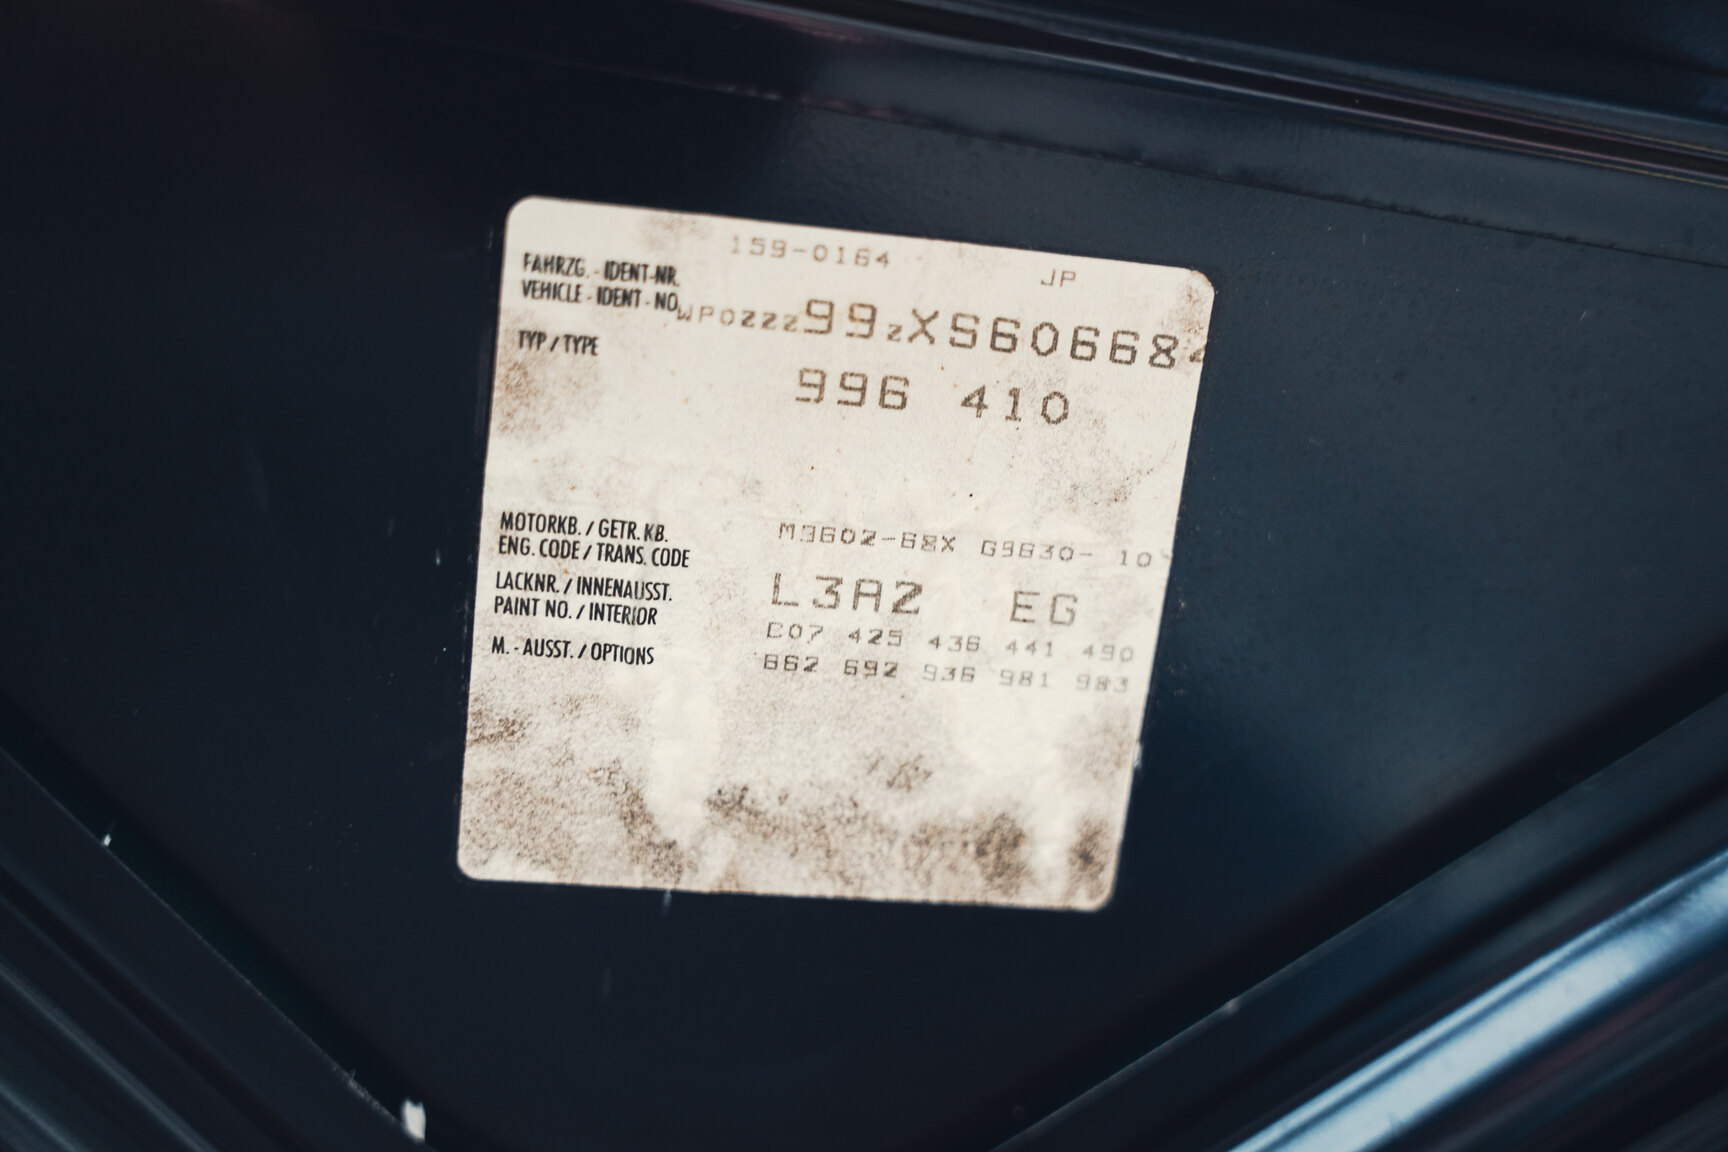 159-0164 JP
FAHRZG.-IDENT-NR.
VEHICLE-IDENT-NO. WP0ZZZ99ZXS60668
TYP/TYPE
996 410
MOTORKB./GETR.KB. M9602-68X G9630- 10
ENG. CODE/TRANS. CODE
LACKNR./INNENAUSST. L3AZ EG
PAINT NO./INTERIOR
C07 425 436 441 490
M.-AUSST./OPTIONS 662 692 936 981 983